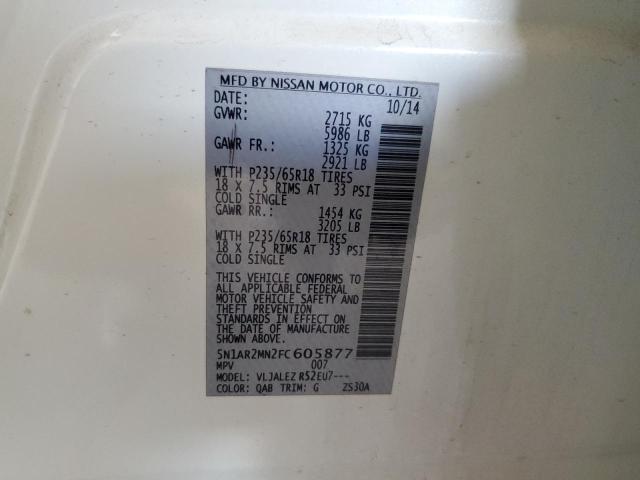 MFD BY NISSAN MOTOR CO., LTD.
DATE: 10/14
GVWR: 2715 KG
5986 LB
GAWR FR.: 1325 KG
2921 LB
WITH P235/65R18 TIRES
18 X 7.5 RIMS AT 33 PSI
COLD SINGLE
GAWR RR.: 1454 KG
3205 LB
WITH P235/65R18 TIRES
18 X 7.5 RIMS AT 33 PSI
COLD SINGLE
THIS VEHICLE CONFORMS TO
ALL APPLICABLE FEDERAL
MOTOR VEHICLE SAFETY AND
THEFT PREVENTION
STANDARDS IN EFFECT ON
THE DATE OF MANUFACTURE
SHOWN ABOVE.
5N1AR2MN2FC605877
MPV 007
MODEL: VLJALEZ R52EU7---
COLOR: QAB TRIM: G ZS30A